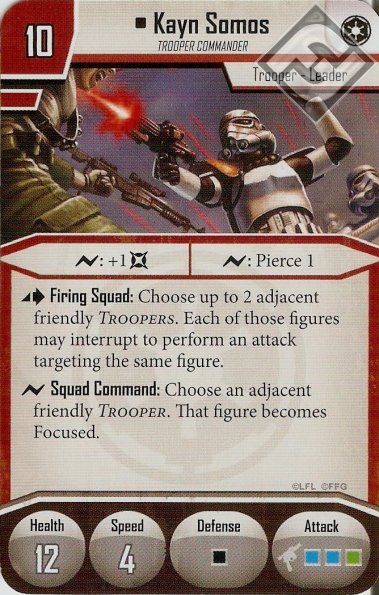 10
Kayn Somos
TROOPER COMMANDER
Trooper - Leader
: +1
: Pierce 1
Firing Squad: Choose up to 2 adjacent
friendly TROOPERS. Each of those figures
may interrupt to perform an attack
targeting the same figure.
Squad Command: Choose an adjacent
friendly TROOPER. That figure becomes
Focused.
©LFL ©FFG
Health
Speed
Defense
Attack
12
4